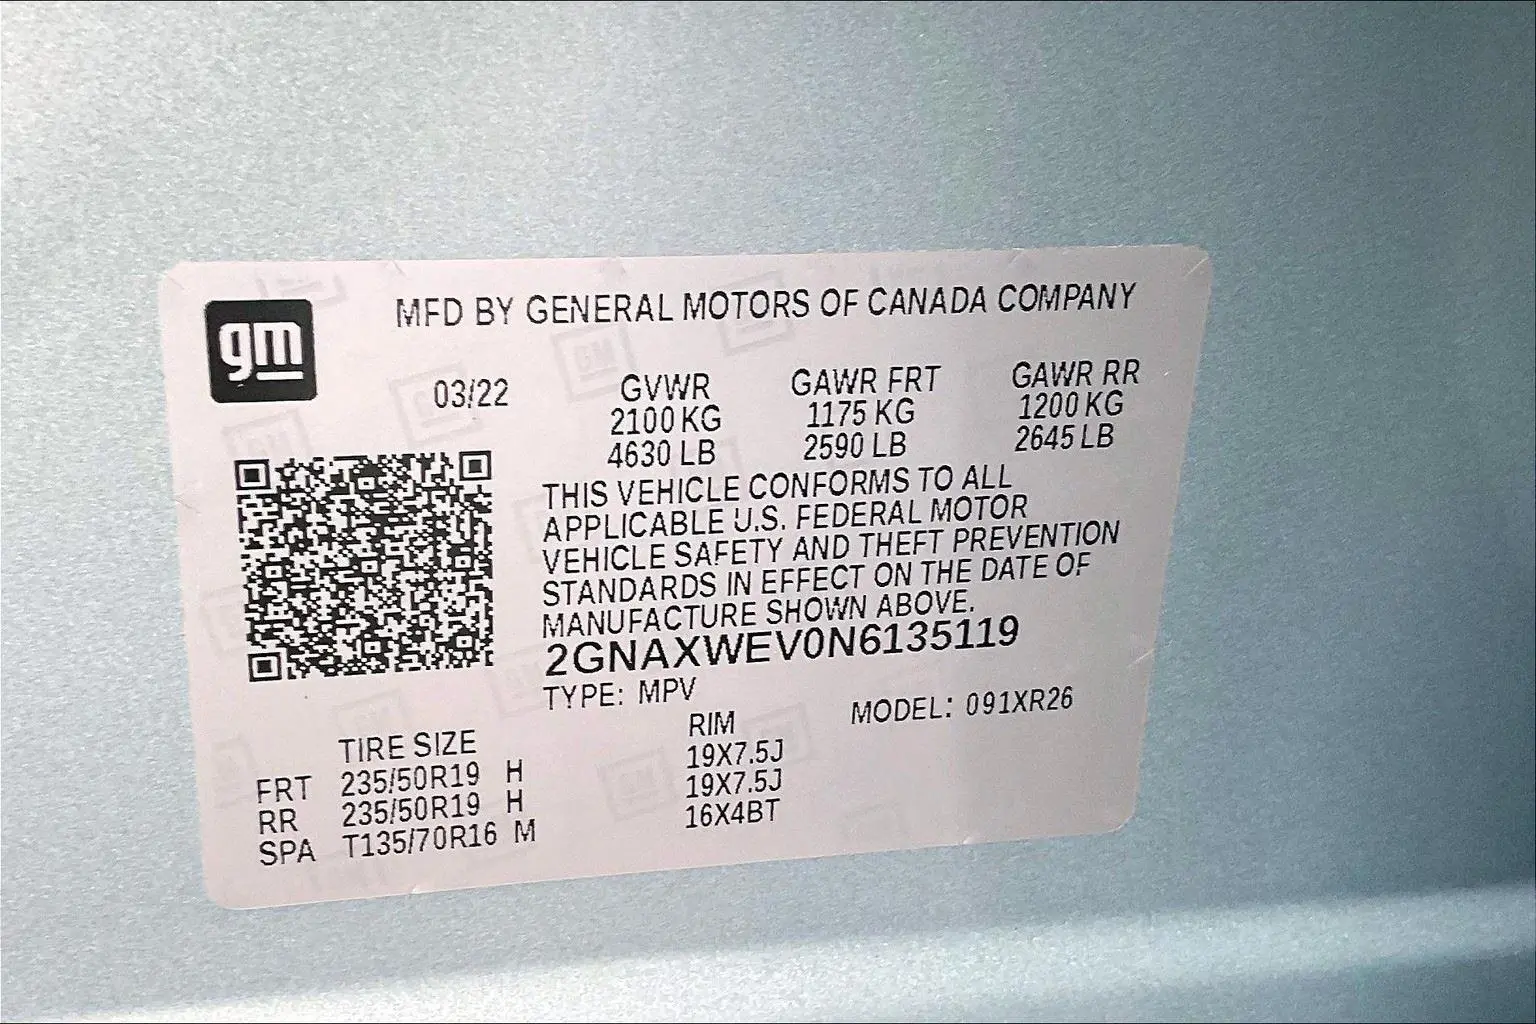 gm
MFD BY GENERAL MOTORS OF CANADA COMPANY
03/22 GVWR GAWR FRT GAWR RR
2100 KG 1175 KG 1200 KG
4630 LB 2590 LB 2645 LB
THIS VEHICLE CONFORMS TO ALL
APPLICABLE U.S. FEDERAL MOTOR
VEHICLE SAFETY AND THEFT PREVENTION
STANDARDS IN EFFECT ON THE DATE OF
MANUFACTURE SHOWN ABOVE.
2GNAXWEV0N6135119
TYPE: MPV MODEL: 091XR26
TIRE SIZE RIM
FRT 235/50R19 H 19X7.5J
RR 235/50R19 H 19X7.5J
SPA T135/70R16 M 16X4BT